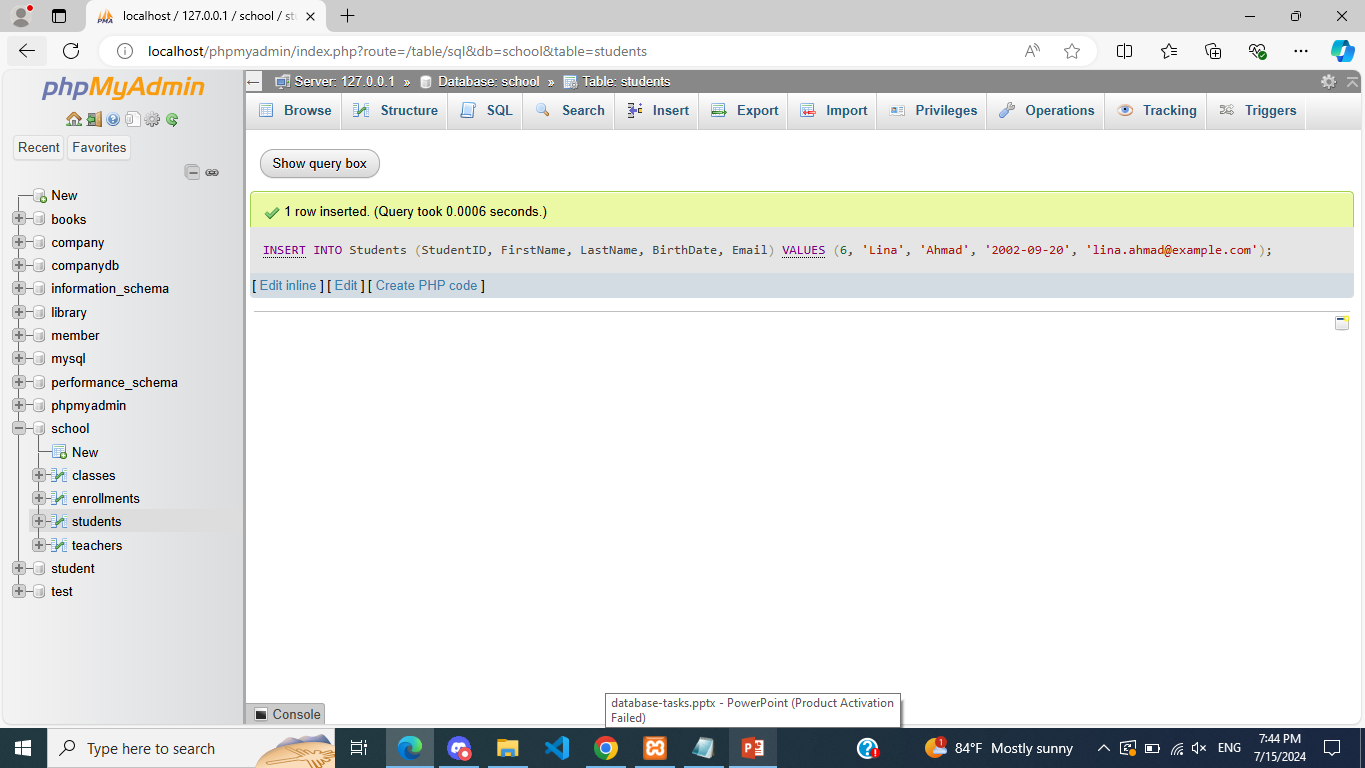 localhost / 127.0.0.1 / school / stu
localhost/phpmyadmin/index.php?route=/table/sql&db=school&table=students
phpMyAdmin
Recent
Favorites
New
books
company
companydb
information_schema
library
member
mysql
performance_schema
phpmyadmin
school
New
classes
enrollments
students
teachers
student
test
Server: 127.0.0.1 » Database: school » Table: students
Browse Structure SQL Search Insert Export Import Privileges Operations Tracking Triggers
Show query box
1 row inserted. (Query took 0.0006 seconds.)
INSERT INTO Students (StudentID, FirstName, LastName, BirthDate, Email) VALUES (6, 'Lina', 'Ahmad', '2002-09-20', 'lina.ahmad@example.com');
[ Edit inline ] [ Edit ] [ Create PHP code ]
Console
database-tasks.pptx - PowerPoint (Product Activation
Failed)
Type here to search
84°F Mostly sunny
ENG
7:44 PM
7/15/2024